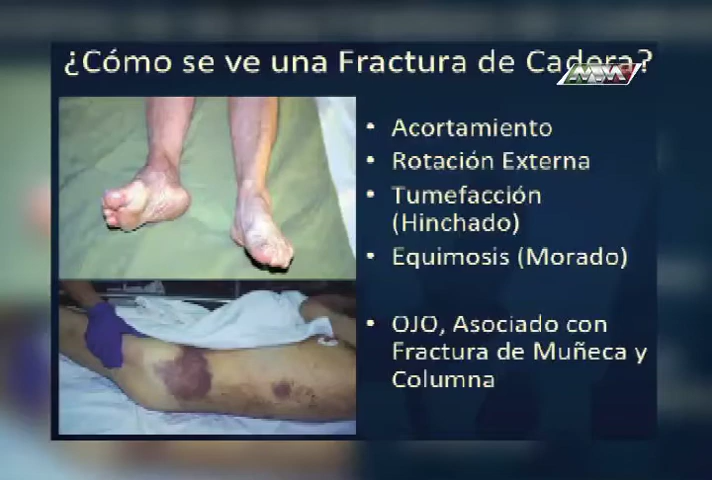 ¿Cómo se ve una Fractura de Cadera?
• Acortamiento
• Rotación Externa
• Tumefacción
(Hinchado)
• Equimosis (Morado)
• OJO, Asociado con
Fractura de Muñeca y
Columna